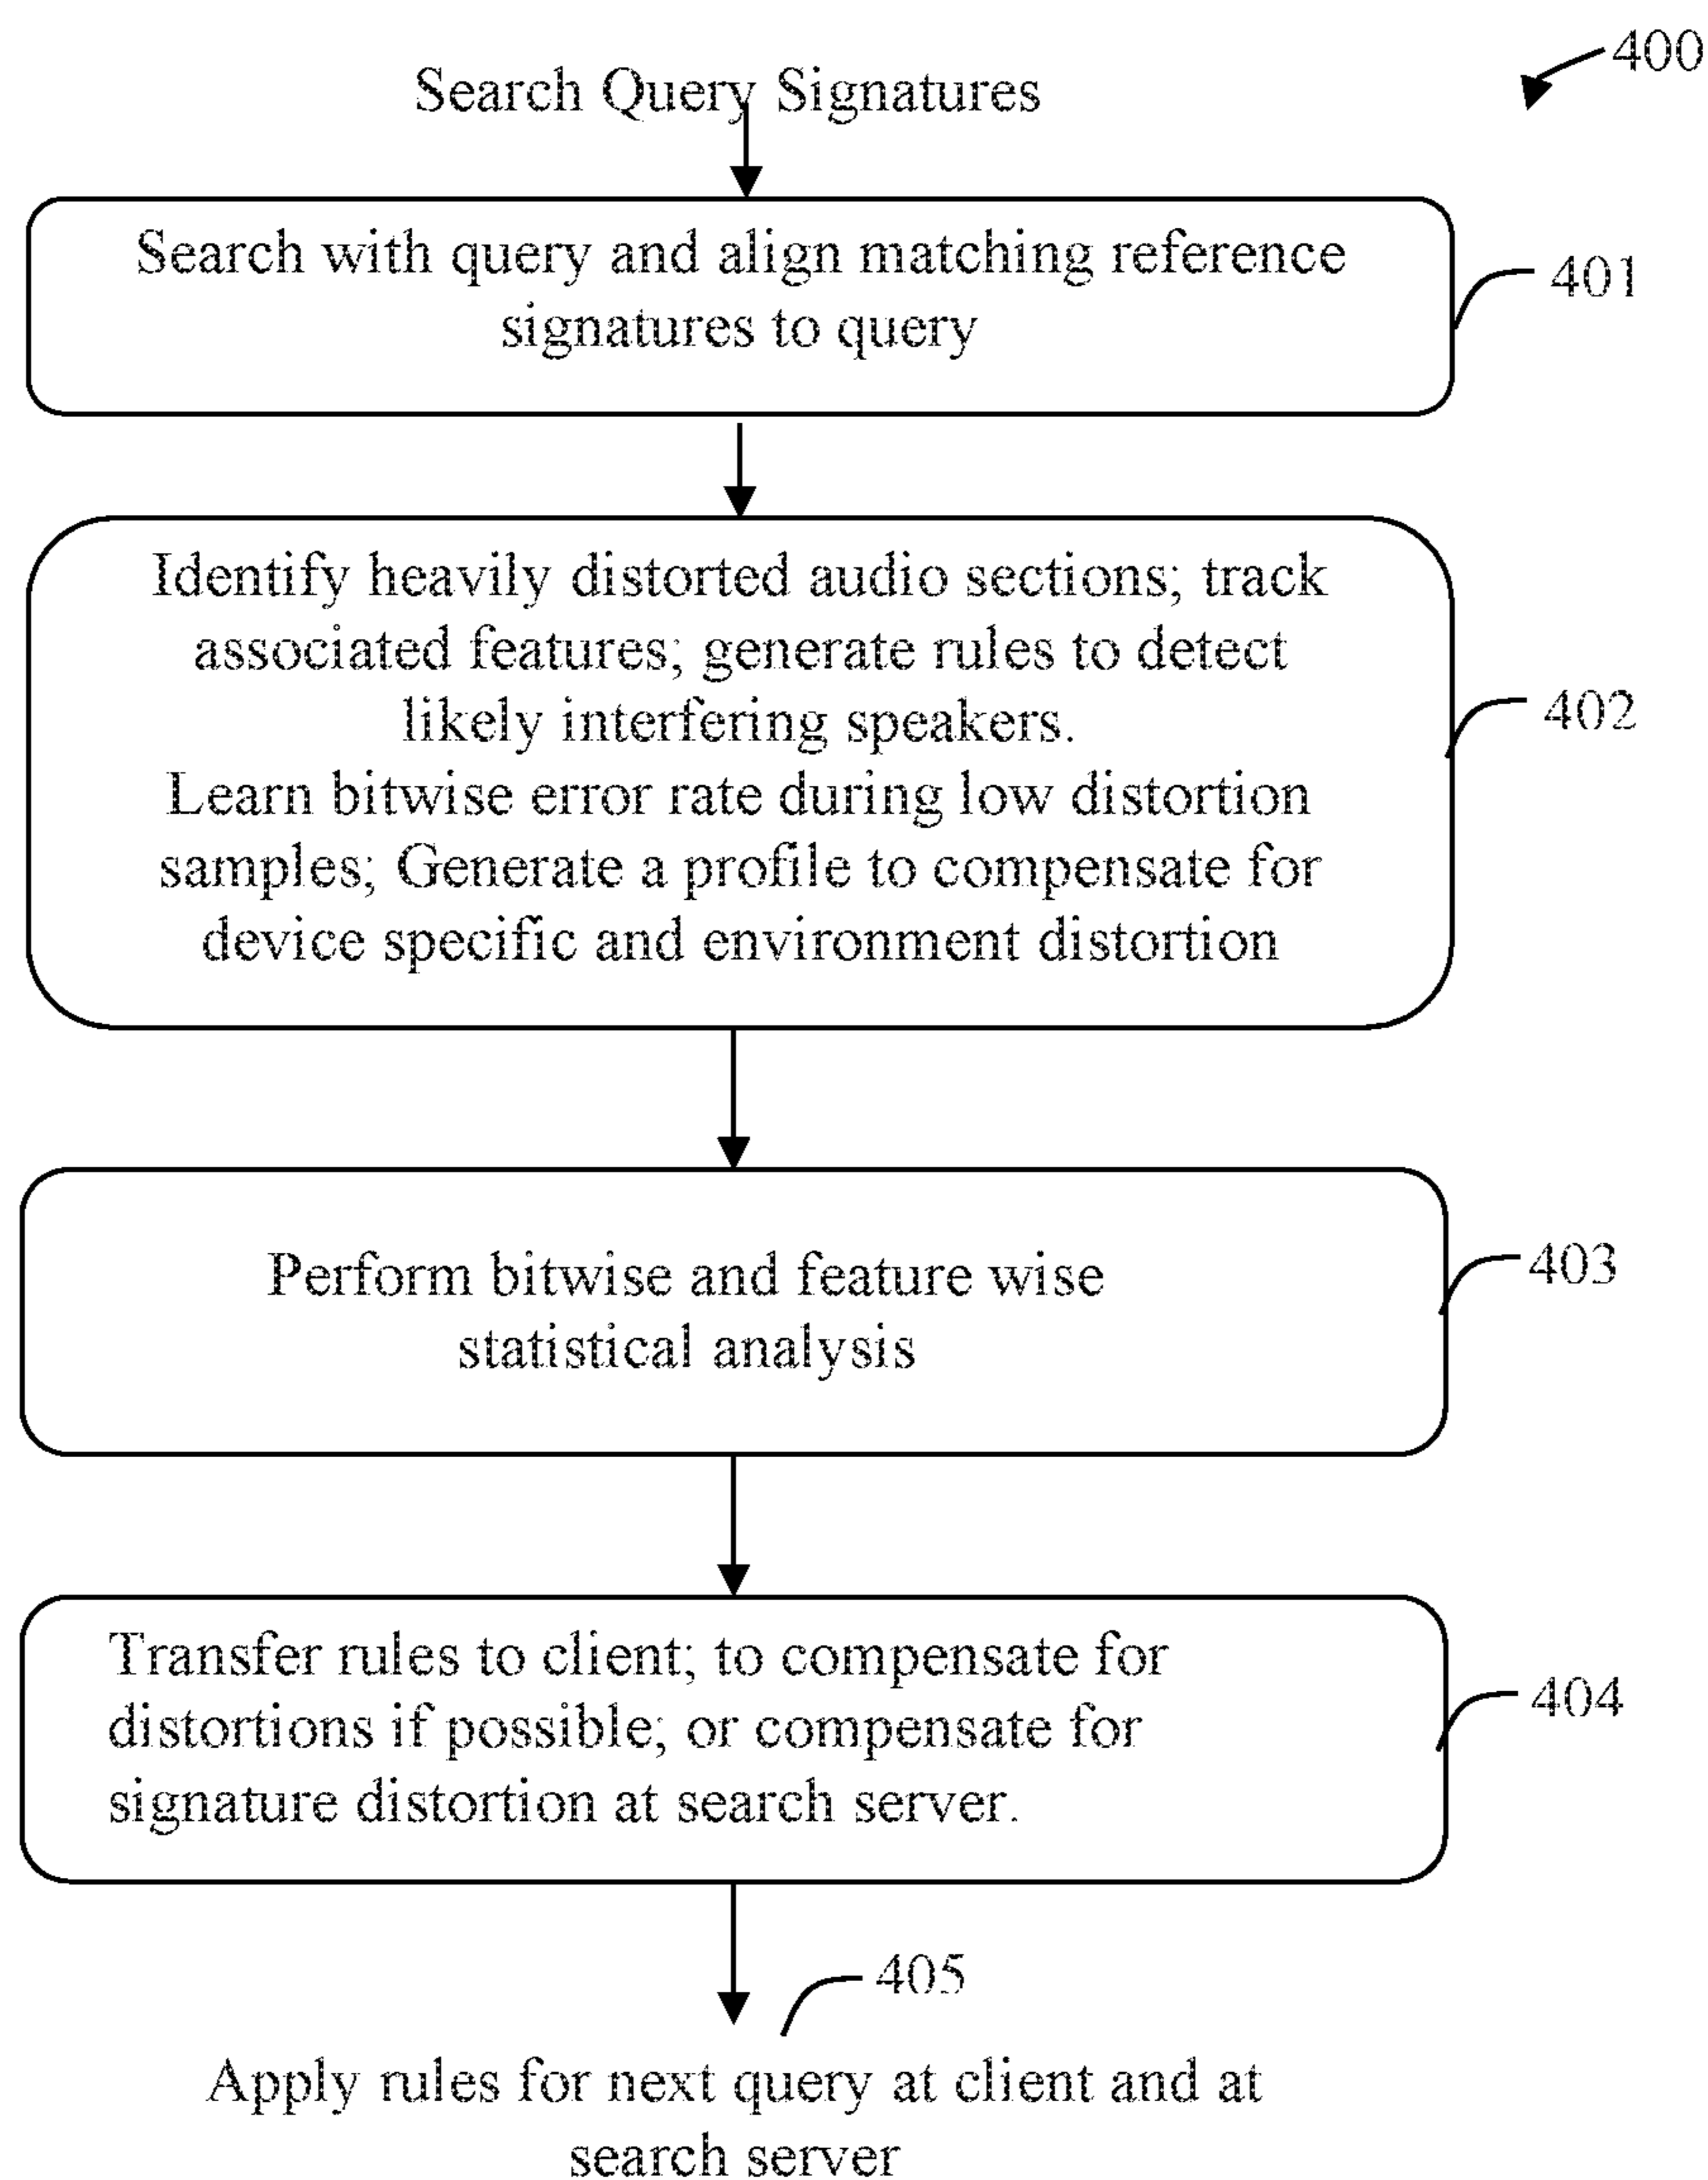 400
Search Query Signatures
Search with query and align matching reference
signatures to query
401
Identify heavily distorted audio sections; track
associated features; generate rules to detect
likely interfering speakers.
Learn bitwise error rate during low distortion
samples; Generate a profile to compensate for
device specific and environment distortion
402
Perform bitwise and feature wise
statistical analysis
403
Transfer rules to client; to compensate for
distortions if possible; or compensate for
signature distortion at search server.
404
405
Apply rules for next query at client and at
search server